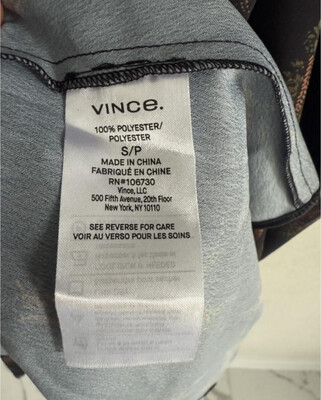 VINCE.
100% POLYESTER/
POLYESTER
S/P
MADE IN CHINA
FABRIQUÉ EN CHINE
RN#106730
Vince, LLC
500 Fifth Avenue, 20th Floor
New York, NY 10110
SEE REVERSE FOR CARE
VOIR AU VERSO POUR LES SOINS